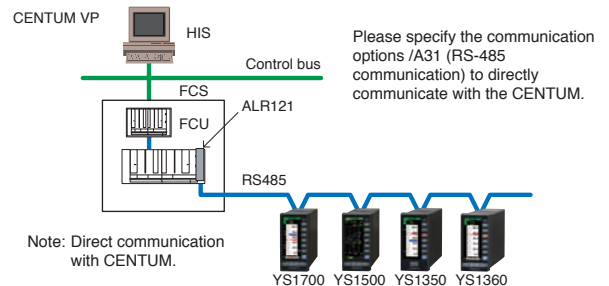 CENTUM VP
HIS
Please specify the communication
options /A31 (RS-485
communication) to directly
communicate with the CENTUM.
Control bus
FCS
ALR121
FCU
RS485
Note: Direct communication
with CENTUM.
YS1700 YS1500 YS1350 YS1360